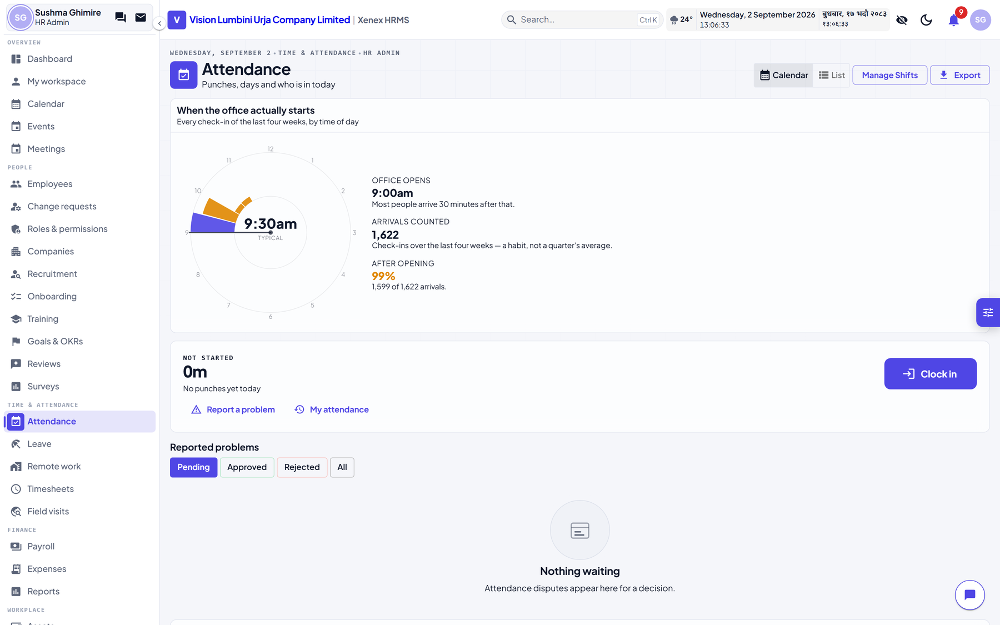 SG
Sushma Ghimire
HR Admin
OVERVIEW
Dashboard
My workspace
Calendar
Events
Meetings
PEOPLE
Employees
Change requests
Roles & permissions
Companies
Recruitment
Onboarding
Training
Goals & OKRs
Reviews
Surveys
TIME & ATTENDANCE
Attendance
Leave
Remote work
Timesheets
Field visits
FINANCE
Payroll
Expenses
Reports
WORKPLACE
V
Vision Lumbini Urja Company Limited | Xenex HRMS
Search...
Ctrl K
24°
Wednesday, 2 September 2026
13:06:33
बुधबार, १७ भदौ २०८३
१३:०६:३३
9
SG
WEDNESDAY, SEPTEMBER 2 • TIME & ATTENDANCE • HR ADMIN
Attendance
Punches, days and who is in today
Calendar
List
Manage Shifts
Export
When the office actually starts
Every check-in of the last four weeks, by time of day
12
1
2
3
4
5
6
7
8
9
10
11
9:30am
TYPICAL
OFFICE OPENS
9:00am
Most people arrive 30 minutes after that.
ARRIVALS COUNTED
1,622
Check-ins over the last four weeks — a habit, not a quarter's average.
AFTER OPENING
99%
1,599 of 1,622 arrivals.
NOT STARTED
0m
No punches yet today
Clock in
Report a problem
My attendance
Reported problems
Pending
Approved
Rejected
All
Nothing waiting
Attendance disputes appear here for a decision.